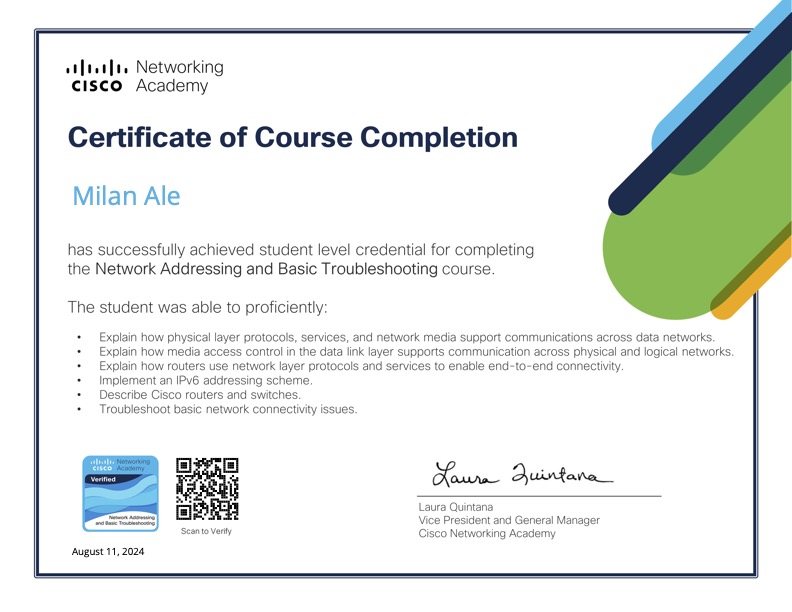 Networking
CISCO Academy
Certificate of Course Completion
Milan Ale
has successfully achieved student level credential for completing
the Network Addressing and Basic Troubleshooting course.
The student was able to proficiently:
• Explain how physical layer protocols, services, and network media support communications across data networks.
• Explain how media access control in the data link layer supports communication across physical and logical networks.
• Explain how routers use network layer protocols and services to enable end-to-end connectivity.
• Implement an IPv6 addressing scheme.
• Describe Cisco routers and switches.
• Troubleshoot basic network connectivity issues.
Networking
CISCO Academy
Verified
Network Addressing
and Basic Troubleshooting
Scan to Verify
Laura Quintana
Laura Quintana
Vice President and General Manager
Cisco Networking Academy
August 11, 2024